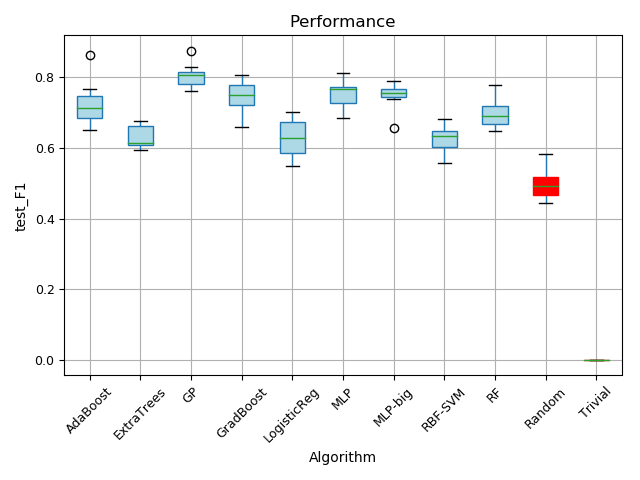 Performance
test_F1
0.8
0.6
0.4
0.2
0.0
AdaBoost
ExtraTrees
GP
GradBoost
LogisticReg
MLP
MLP-big
RBF-SVM
RF
Random
Trivial
Algorithm